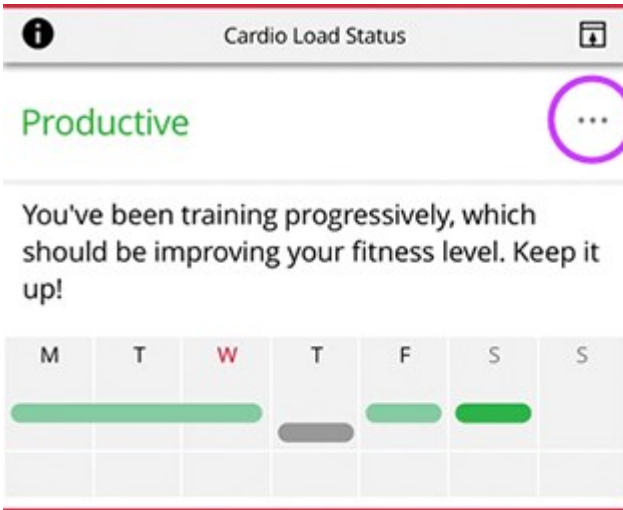 Cardio Load Status
Productive
You've been training progressively, which
should be improving your fitness level. Keep it
up!
M T W T F S S